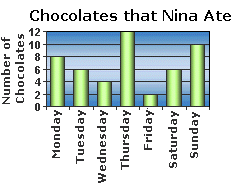 Chocolates that Nina Ate
Number of
Chocolates
12
10
8
6
4
2
0
Monday
Tuesday
Wednesday
Thursday
Friday
Saturday
Sunday